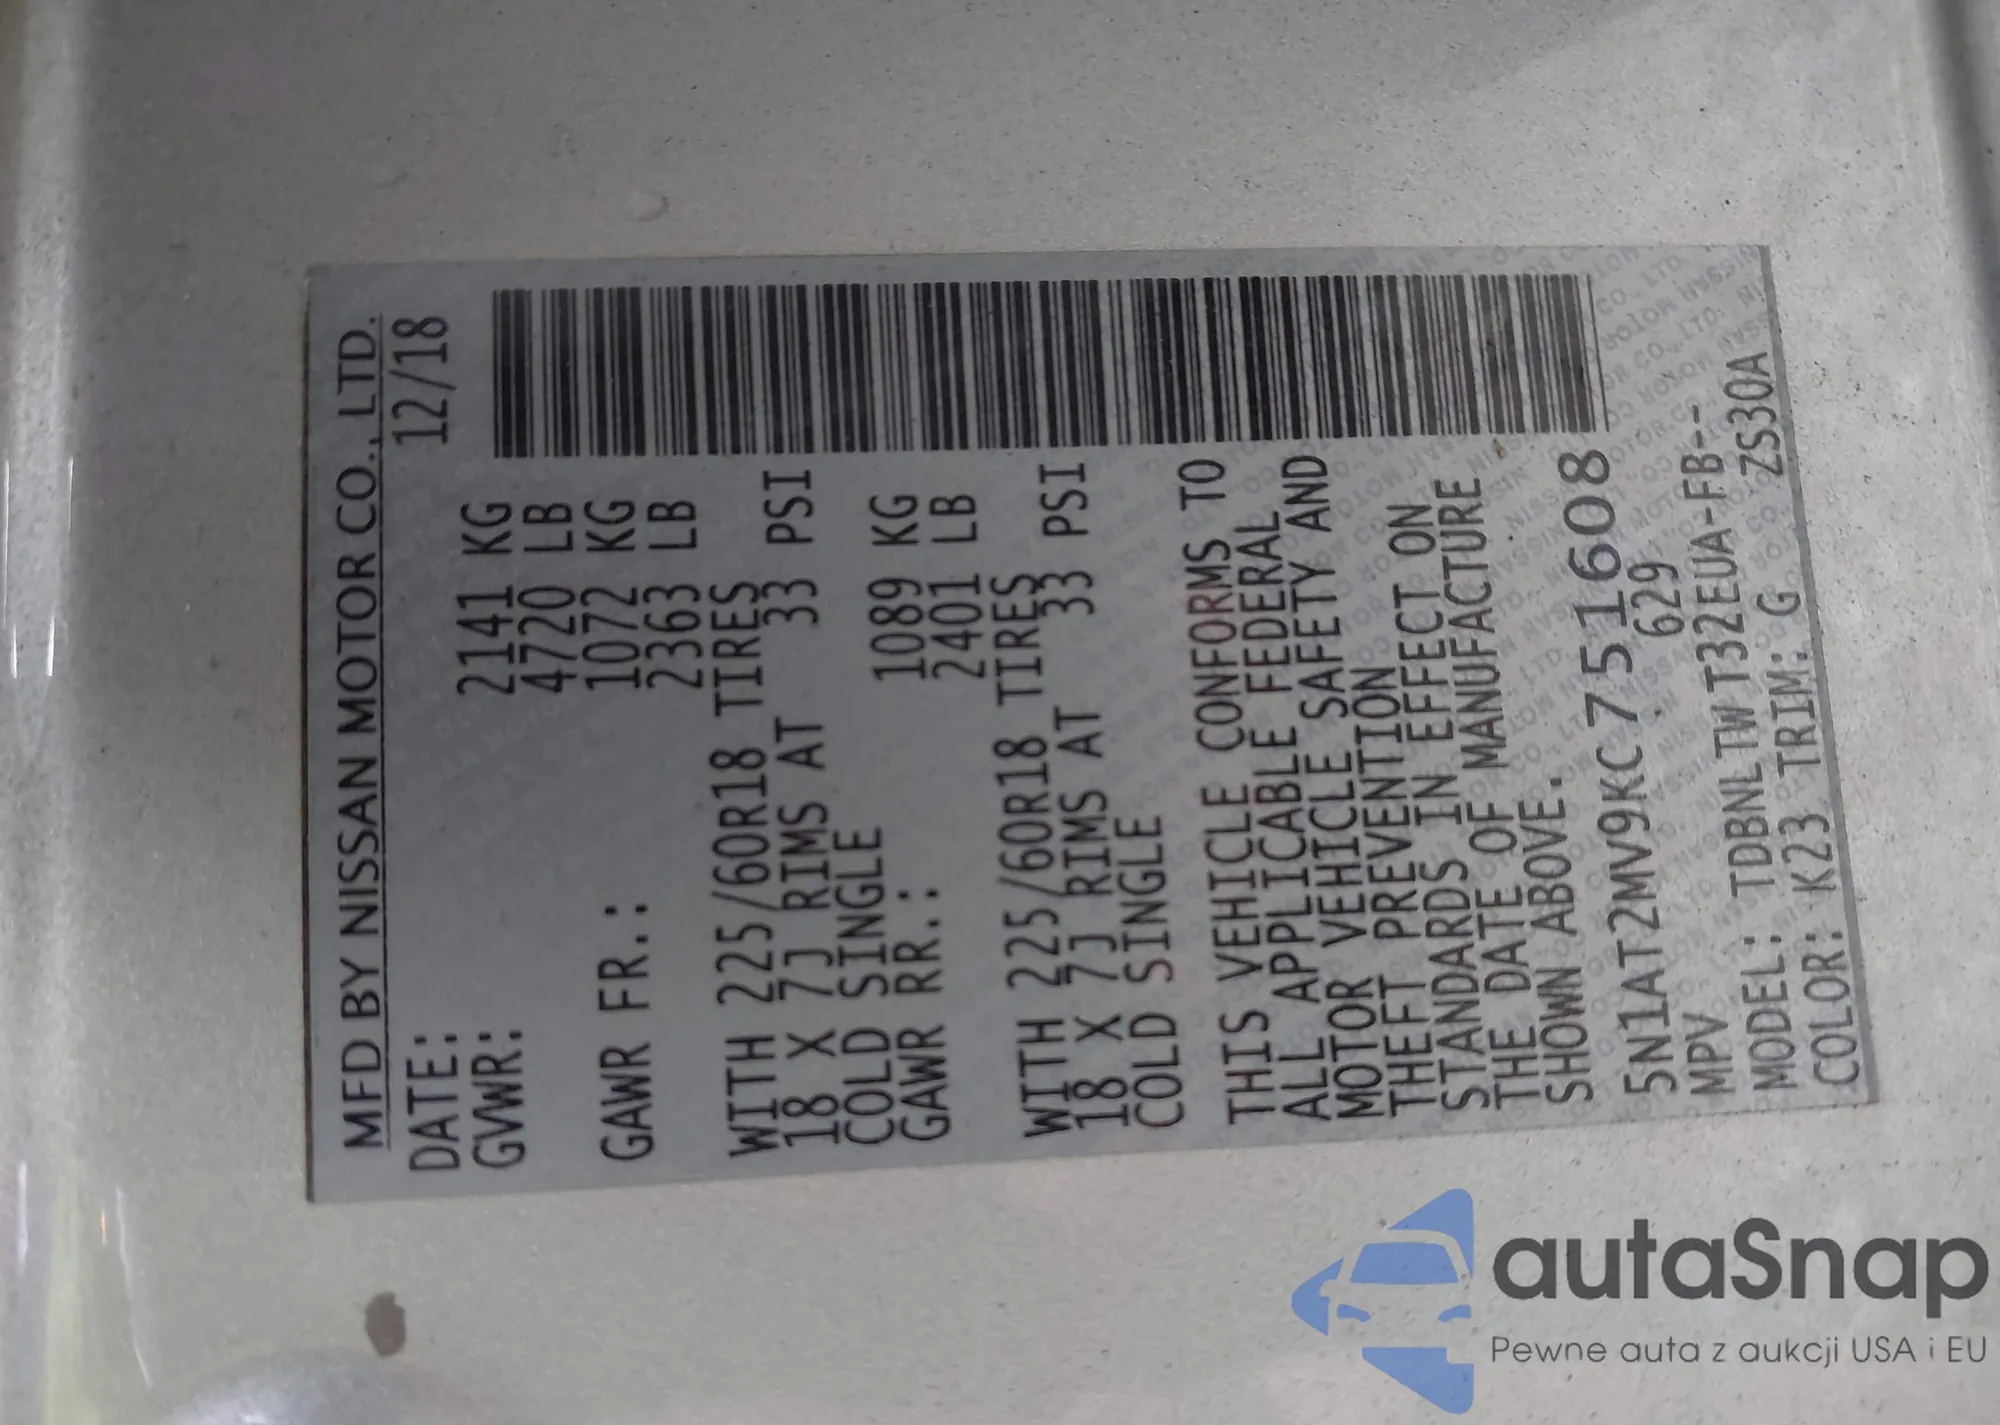 MFD BY NISSAN MOTOR CO., LTD.
DATE: 12/18
GVWR: 2141 KG
4720 LB
GAWR FR.: 1072 KG
2363 LB
WITH 225/60R18 TIRES
18 X 7J RIMS AT 33 PSI
COLD SINGLE
GAWR RR.: 1089 KG
2401 LB
WITH 225/60R18 TIRES
18 X 7J RIMS AT 33 PSI
COLD SINGLE
THIS VEHICLE CONFORMS TO
ALL APPLICABLE FEDERAL
MOTOR VEHICLE SAFETY AND
THEFT PREVENTION
STANDARDS IN EFFECT ON
THE DATE OF MANUFACTURE
SHOWN ABOVE.
5N1AT2MV9KC751608
MPV 629
MODEL: TDBNLTWT32EUA-FB--
COLOR: K23 TRIM: G ZS30A
autaSnap
Pewne auta z aukcji USA i EU